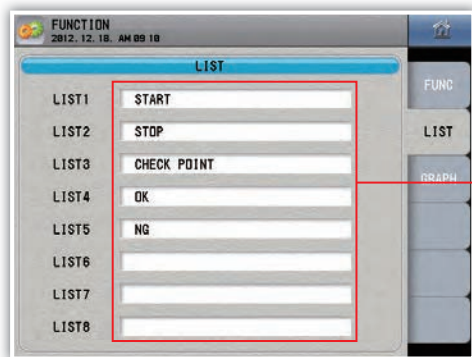 FUNCTION
2012. 12. 18. AM 09 10
LIST
LIST1 START
LIST2 STOP
LIST3 CHECK POINT
LIST4 OK
LIST5 NG
LIST6
LIST7
LIST8
FUNC
LIST
GRAPH